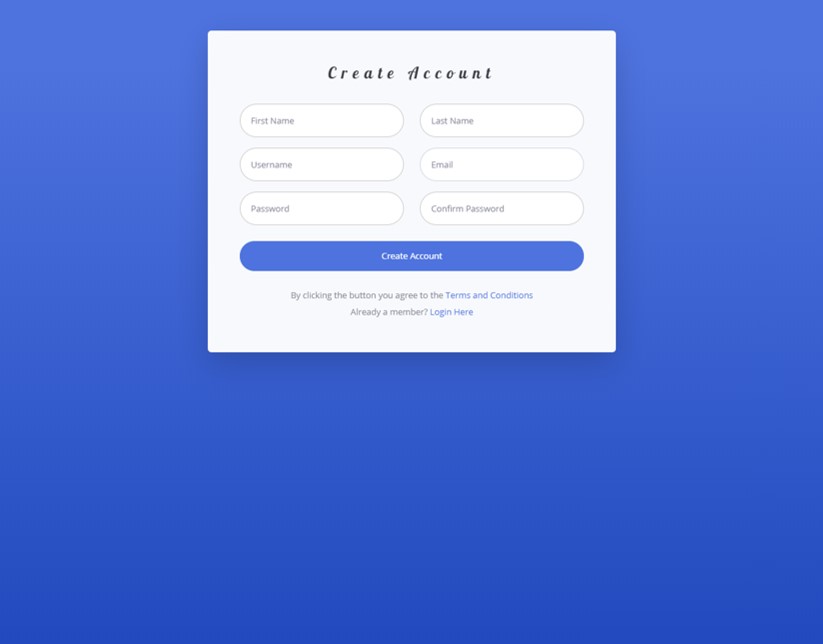 Create Account
First Name
Last Name
Username
Email
Password
Confirm Password
Create Account
By clicking the button you agree to the Terms and Conditions
Already a member? Login Here